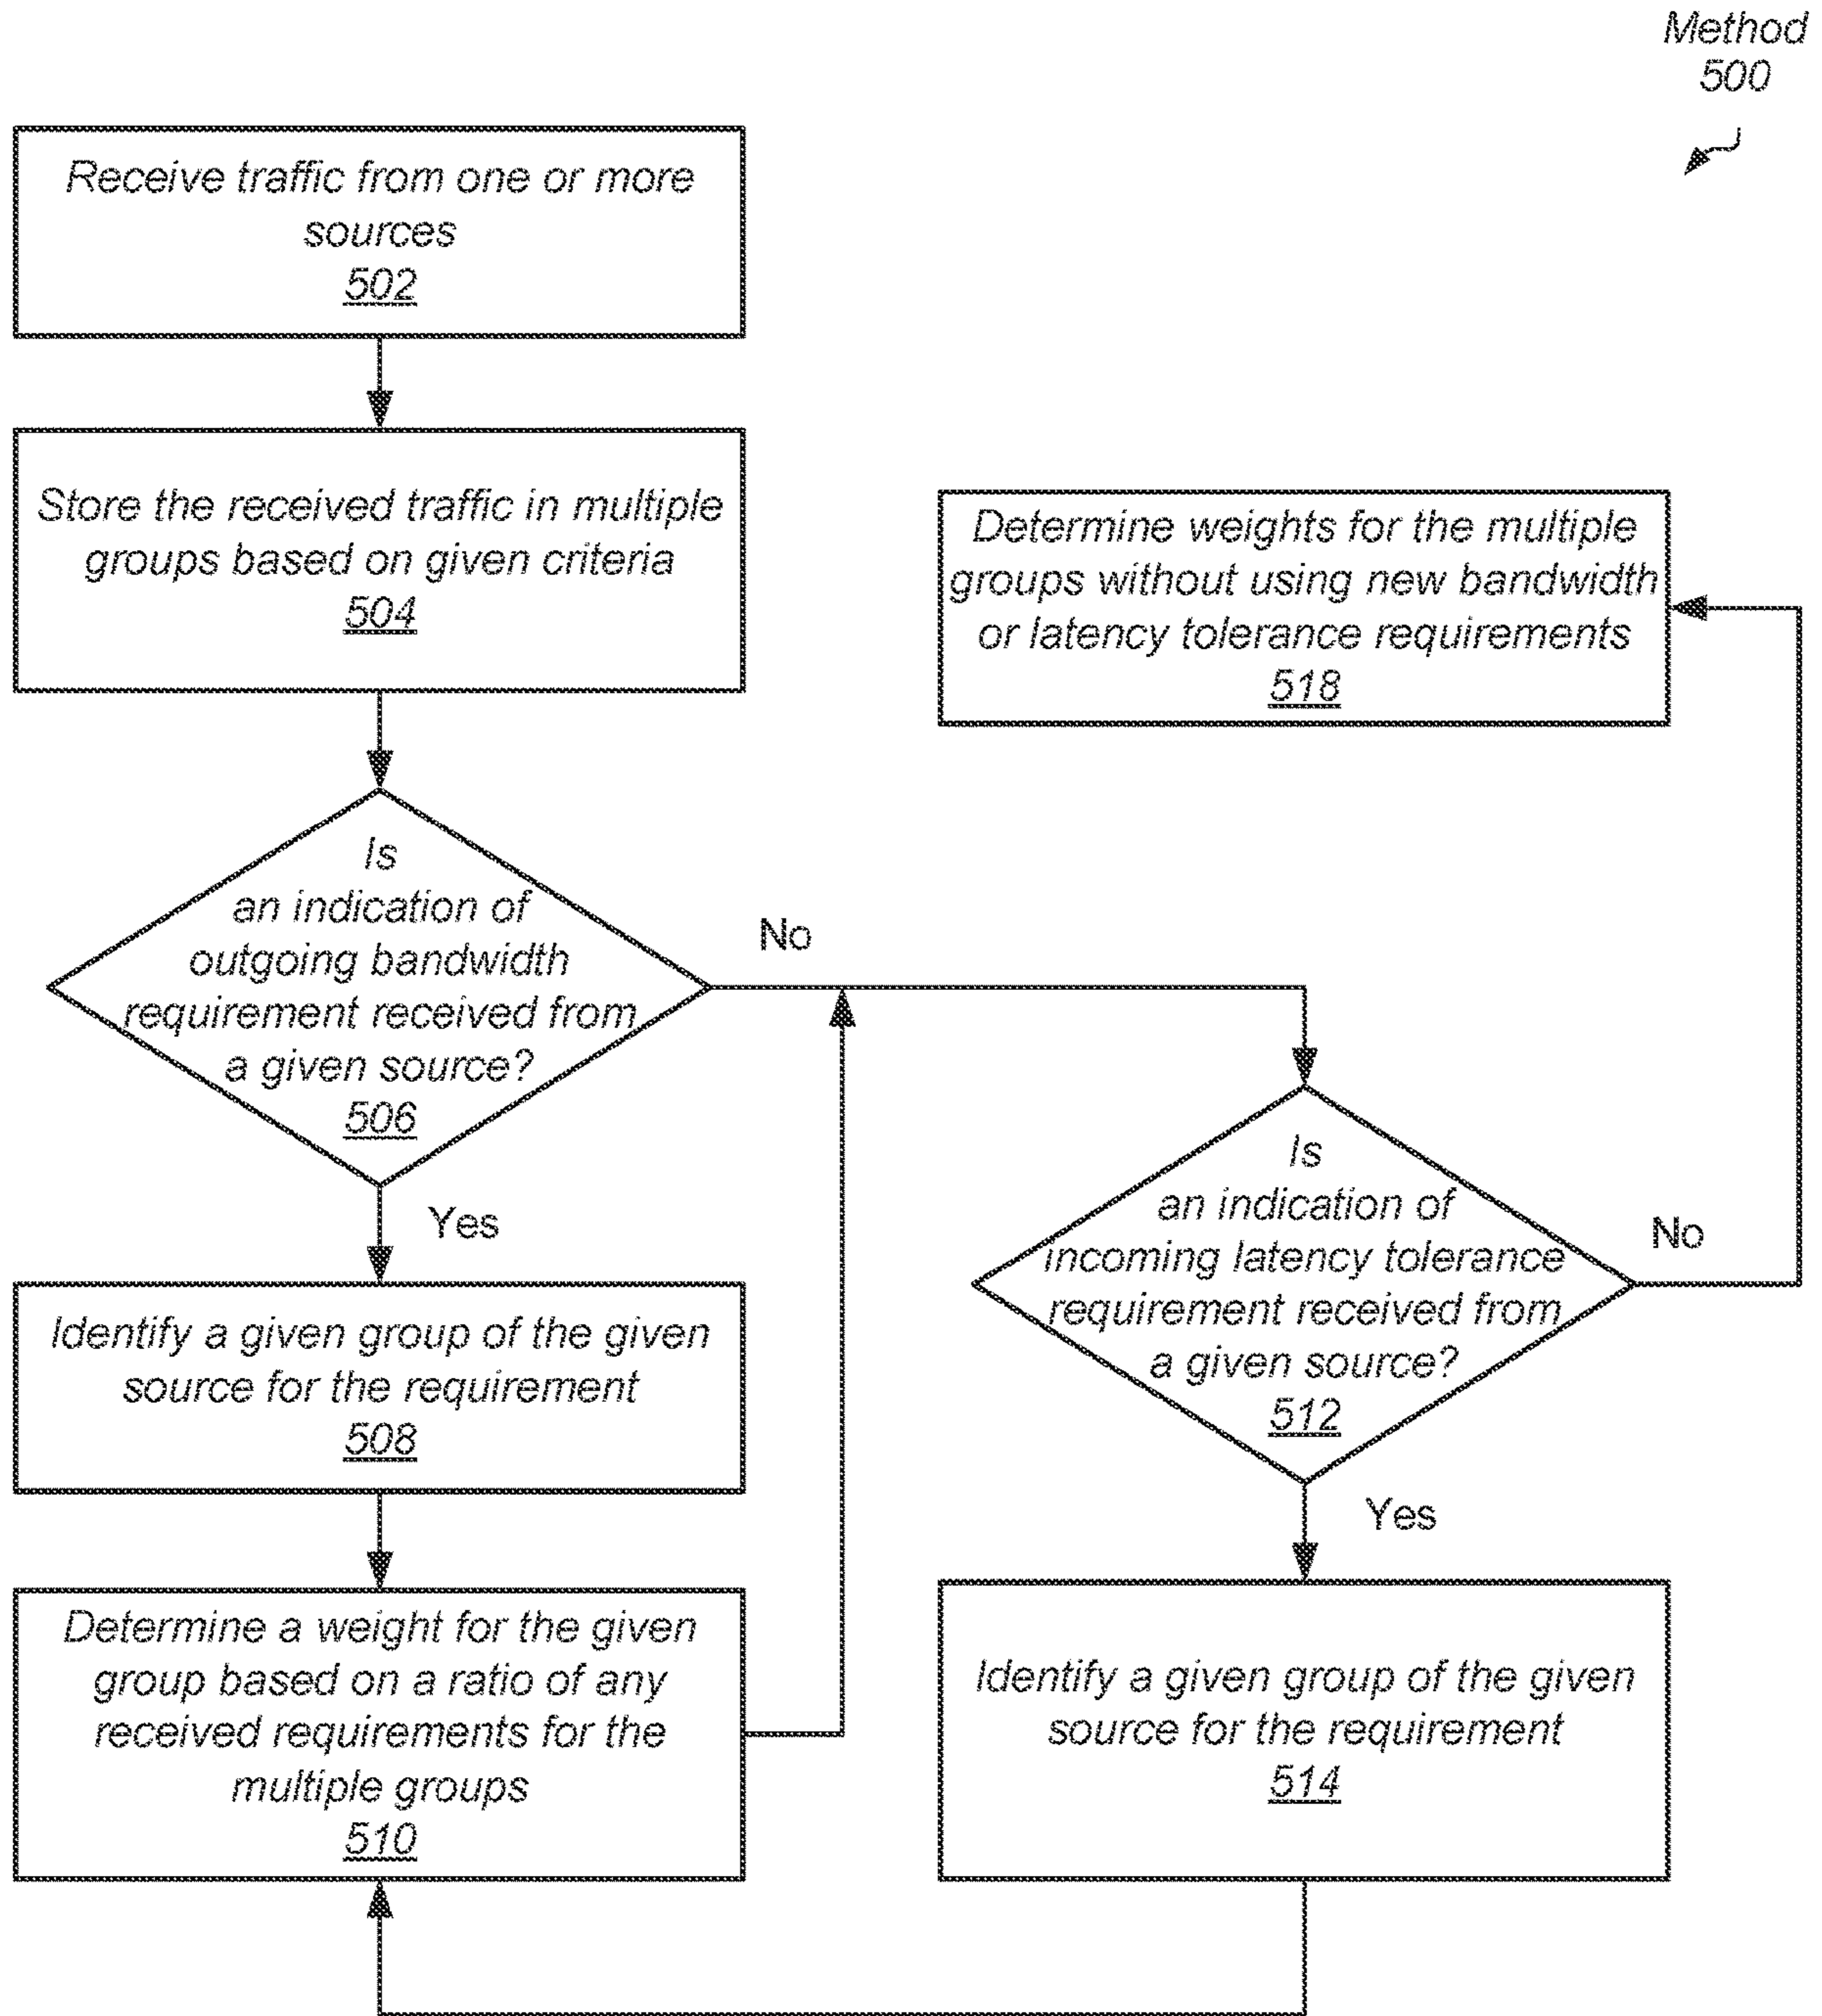 Method
500
Receive traffic from one or more
sources
502
Store the received traffic in multiple
groups based on given criteria
504
Determine weights for the multiple
groups without using new bandwidth
or latency tolerance requirements
518
Is
an indication of
outgoing bandwidth
requirement received from
a given source?
506
No
Yes
Is
an indication of
incoming latency tolerance
requirement received from
a given source?
512
No
Yes
Identify a given group of the given
source for the requirement
508
Determine a weight for the given
group based on a ratio of any
received requirements for the
multiple groups
510
Identify a given group of the given
source for the requirement
514